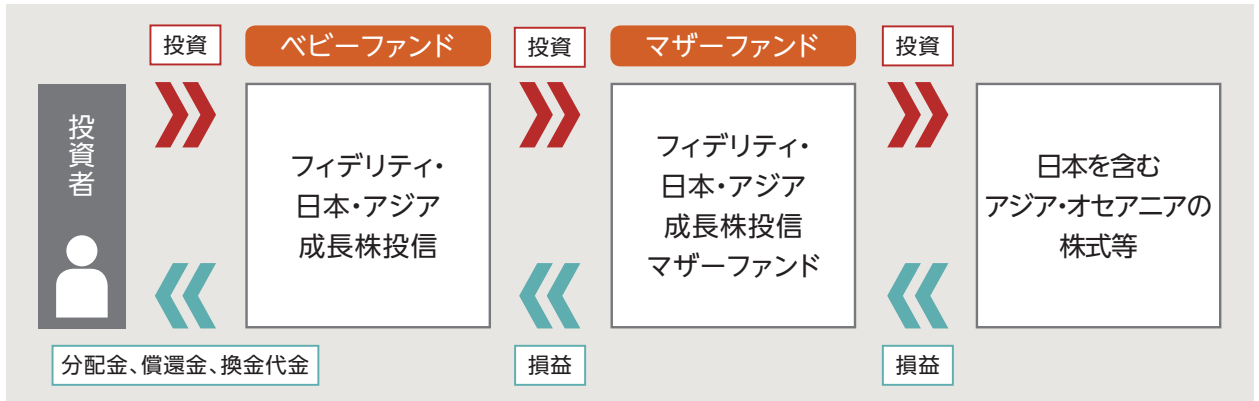 投資
ベビーファンド
投資
マザーファンド
投資
投資者
フィデリティ・
日本・アジア
成長株投信
フィデリティ・
日本・アジア
成長株投信
マザーファンド
日本を含む
アジア・オセアニアの
株式等
分配金、償還金、換金代金
損益
損益